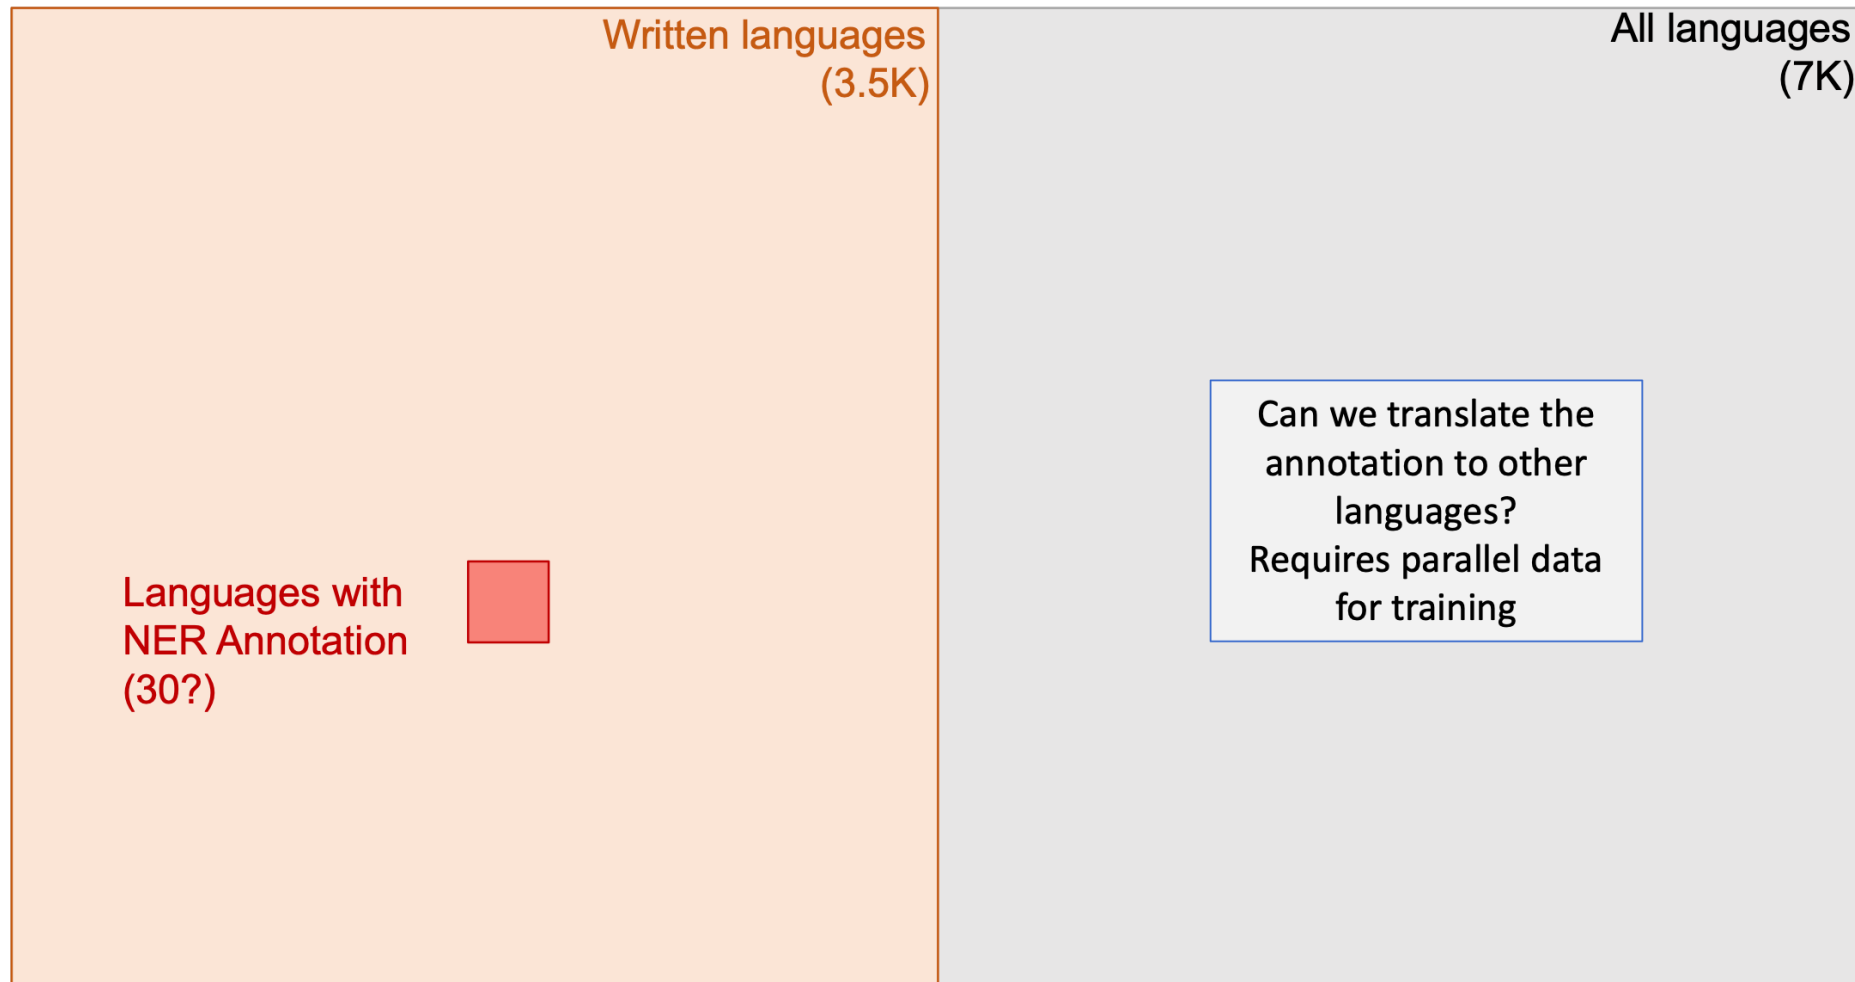 Written languages
(3.5K)
All languages
(7K)
Languages with
NER Annotation
(30?)
Can we translate the
annotation to other
languages?
Requires parallel data
for training